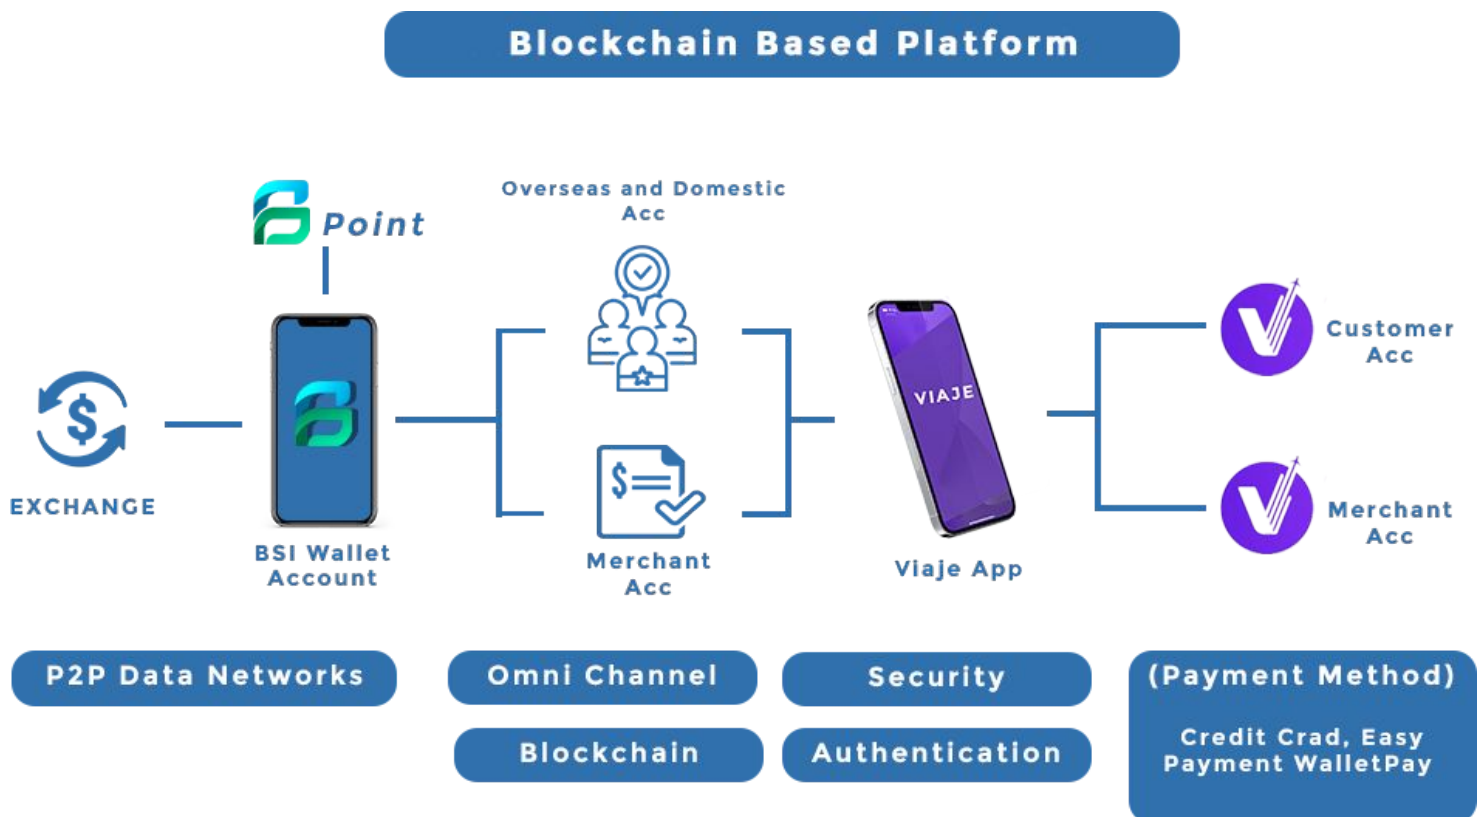 Blockchain Based Platform
Overseas and Domestic
Acc
Point
EXCHANGE
$
BSI Wallet
Account
$
Merchant
Acc
VIAJE
Viaje App
Customer
Acc
Merchant
Acc
P2P Data Networks
Omni Channel
Blockchain
Security
Authentication
(Payment Method)
Credit Crad, Easy
Payment WalletPay